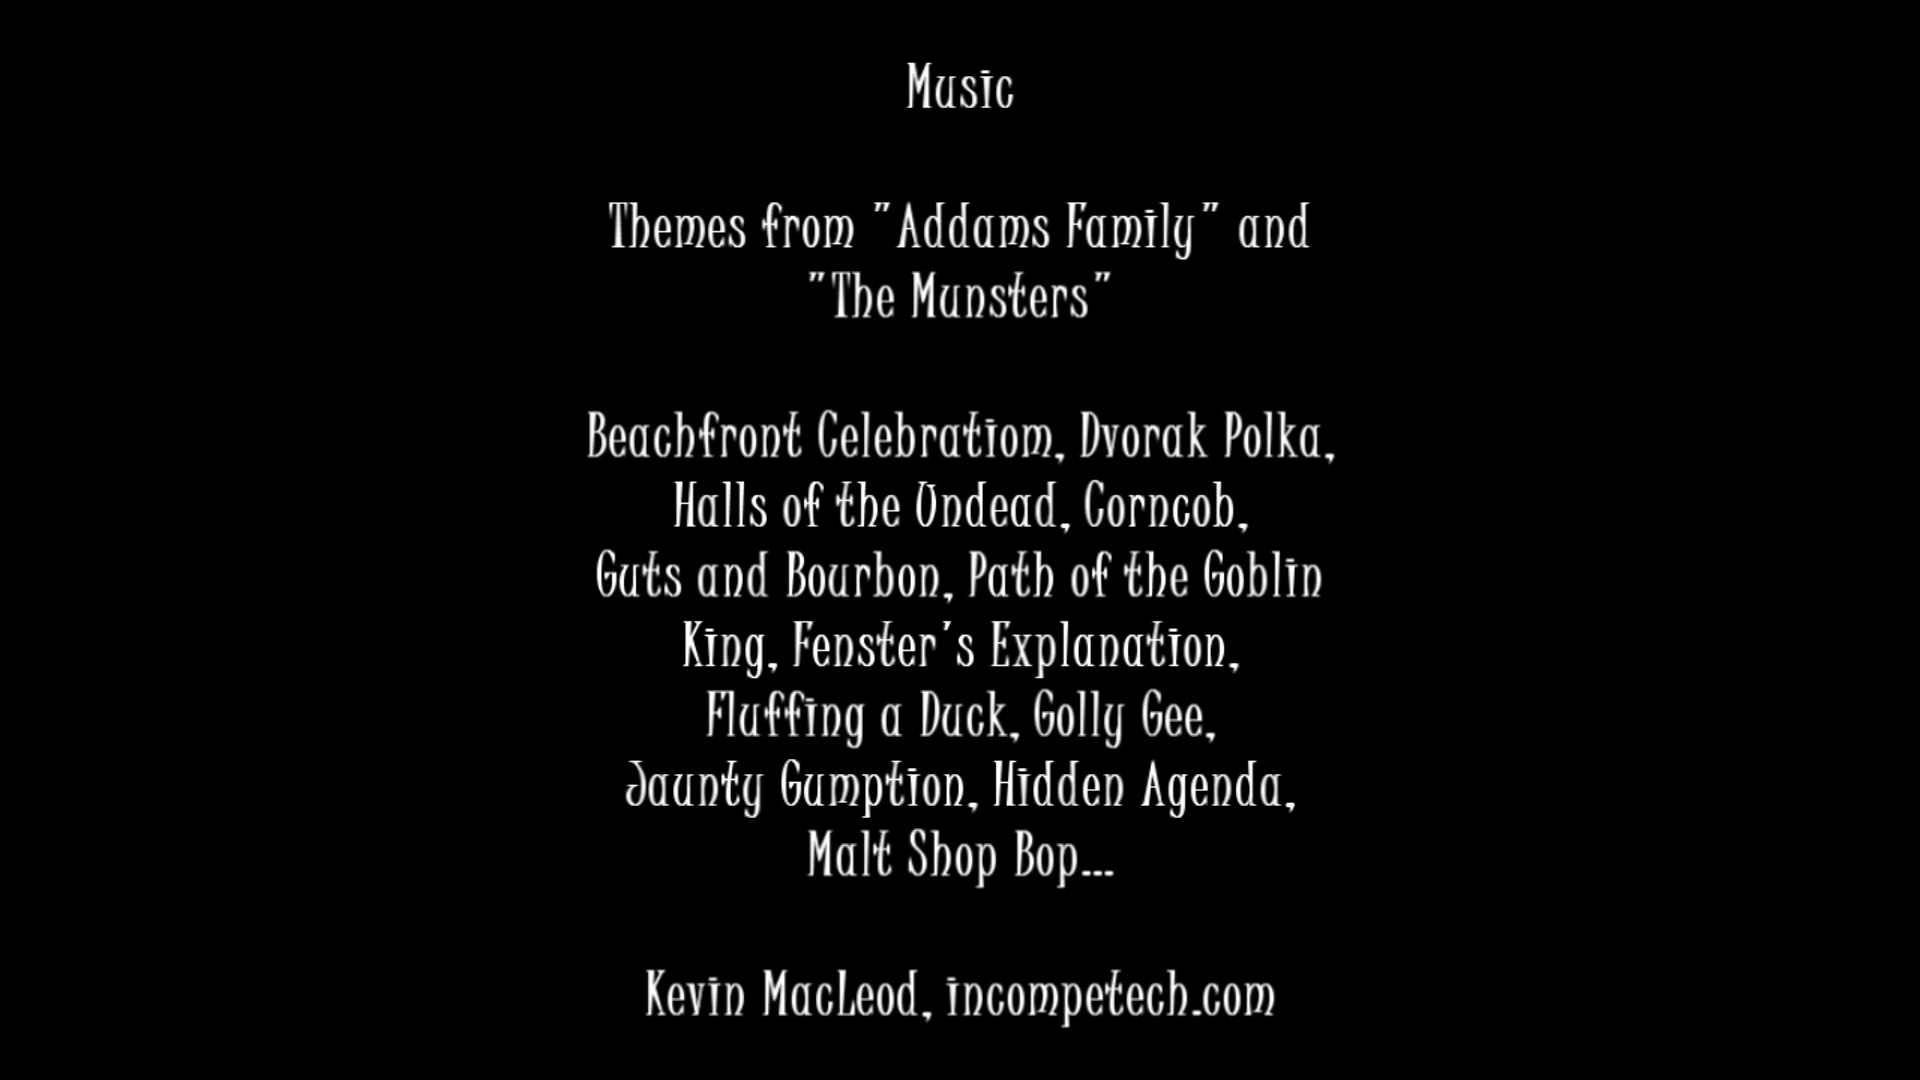 Music
Themes from "Addams Family" and
"The Munsters"
Beachfront Celebratiom, Dvorak Polka,
Halls of the Undead, Corncob,
Guts and Bourbon, Path of the Goblin
King, Fenster's Explanation,
Fluffing a Duck, Golly Gee,
Jaunty Gumption, Hidden Agenda,
Malt Shop Bop...
Kevin MacLeod, incompetech.com